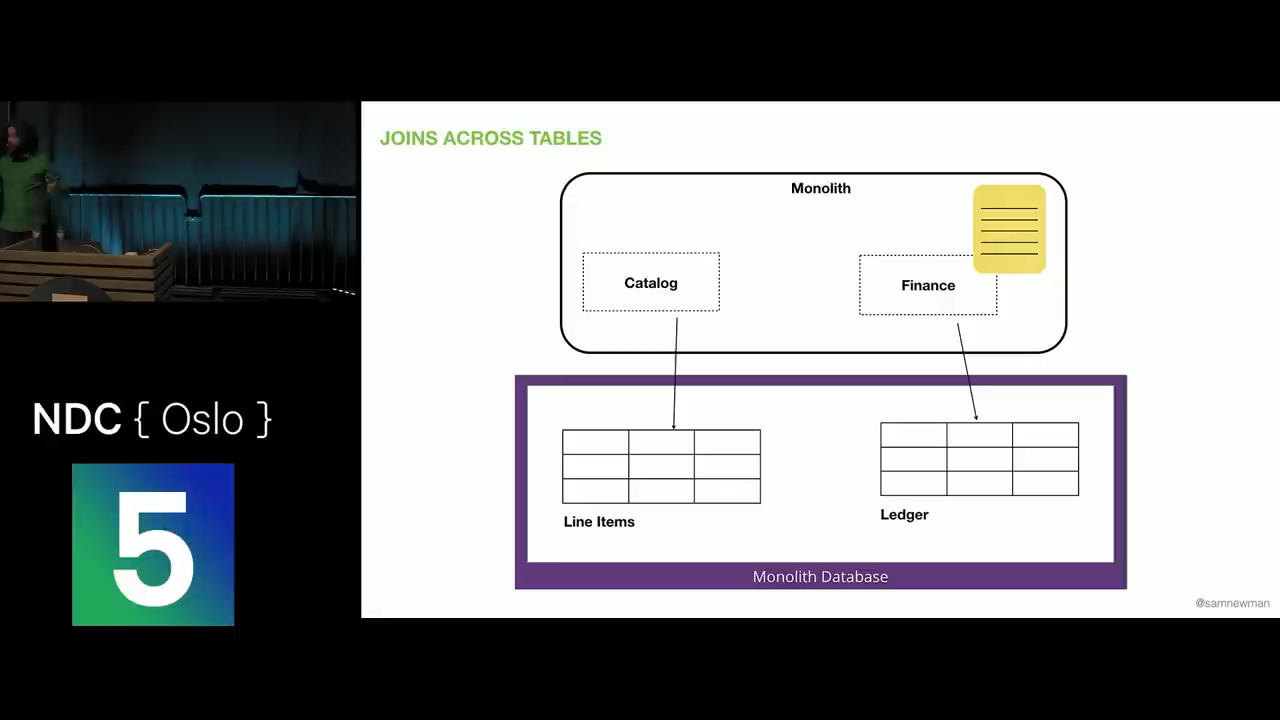 JOINS ACROSS TABLES
Monolith
Catalog
Finance
Line Items
Ledger
Monolith Database
@samnewman
NDC { Oslo }
5